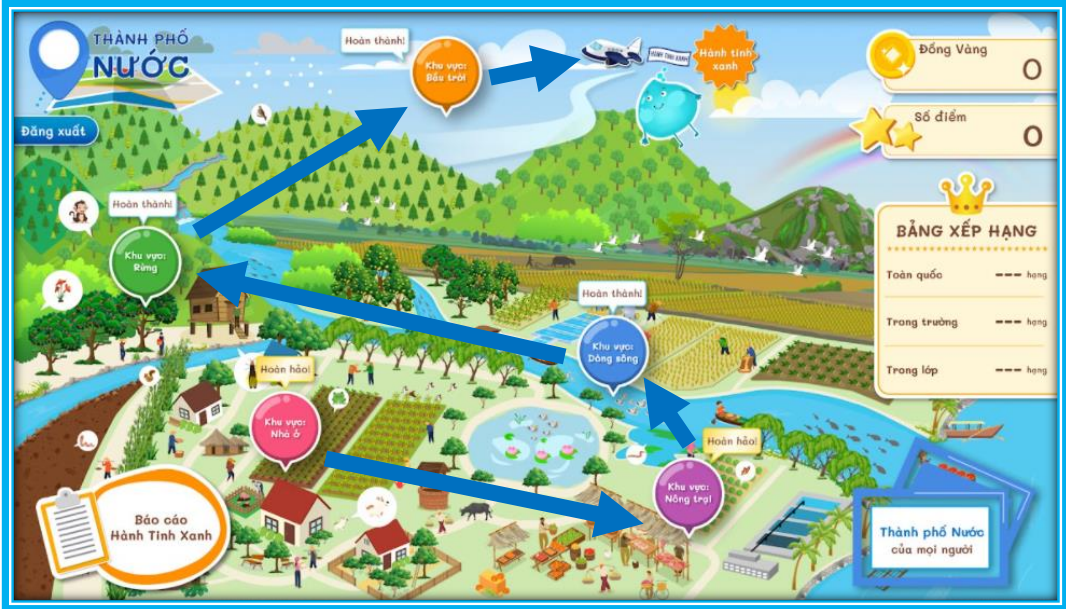 THÀNH PHỐ
NƯỚC
Đăng xuất
Hoàn thành!
Khu vực:
Bầu trời
HÀNH TINH XANH
Hành tinh
xanh
Đồng Vàng
0
Số điểm
0
BẢNG XẾP HẠNG
Toàn quốc --- hạng
Trong trường --- hạng
Trong lớp --- hạng
Hoàn thành!
Khu vực:
Rừng
Hoàn thành!
Khu vực:
Dòng sông
Hoàn hảo!
Khu vực:
Nhà ở
Hoàn hảo!
Khu vực:
Nông trại
Báo cáo
Hành Tinh Xanh
Thành phố Nước
của mọi người